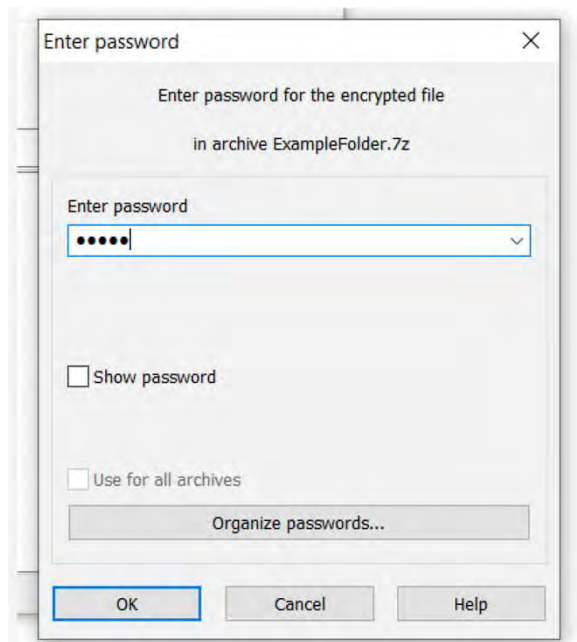 Enter password
Enter password for the encrypted file
in archive ExampleFolder.7z
Enter password
•••••
Show password
Use for all archives
Organize passwords...
OK
Cancel
Help